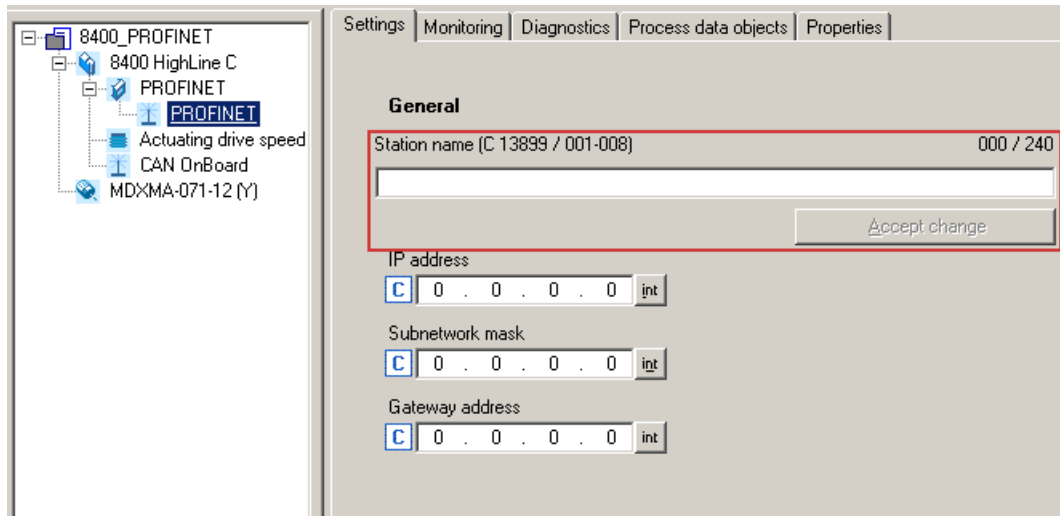 8400_PROFINET
8400 HighLine C
PROFINET
PROFINET
Actuating drive speed
CAN OnBoard
MDXMA-071-12 (Y)
Settings Monitoring Diagnostics Process data objects Properties
General
Station name (C 13899 / 001-008) 000 / 240
Accept change
IP address
C 0 . 0 . 0 . 0 int
Subnetwork mask
C 0 . 0 . 0 . 0 int
Gateway address
C 0 . 0 . 0 . 0 int